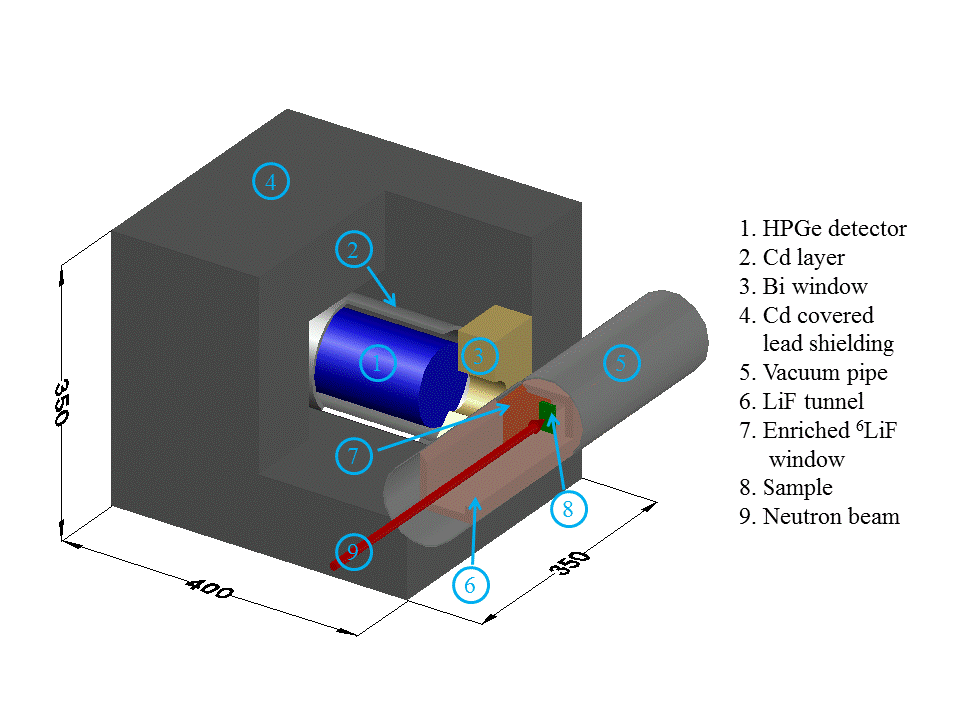 4
2
1
3
5
7
8
9
6
350
400
350
1. HPGe detector
2. Cd layer
3. Bi window
4. Cd covered
lead shielding
5. Vacuum pipe
6. LiF tunnel
7. Enriched ⁶LiF
window
8. Sample
9. Neutron beam